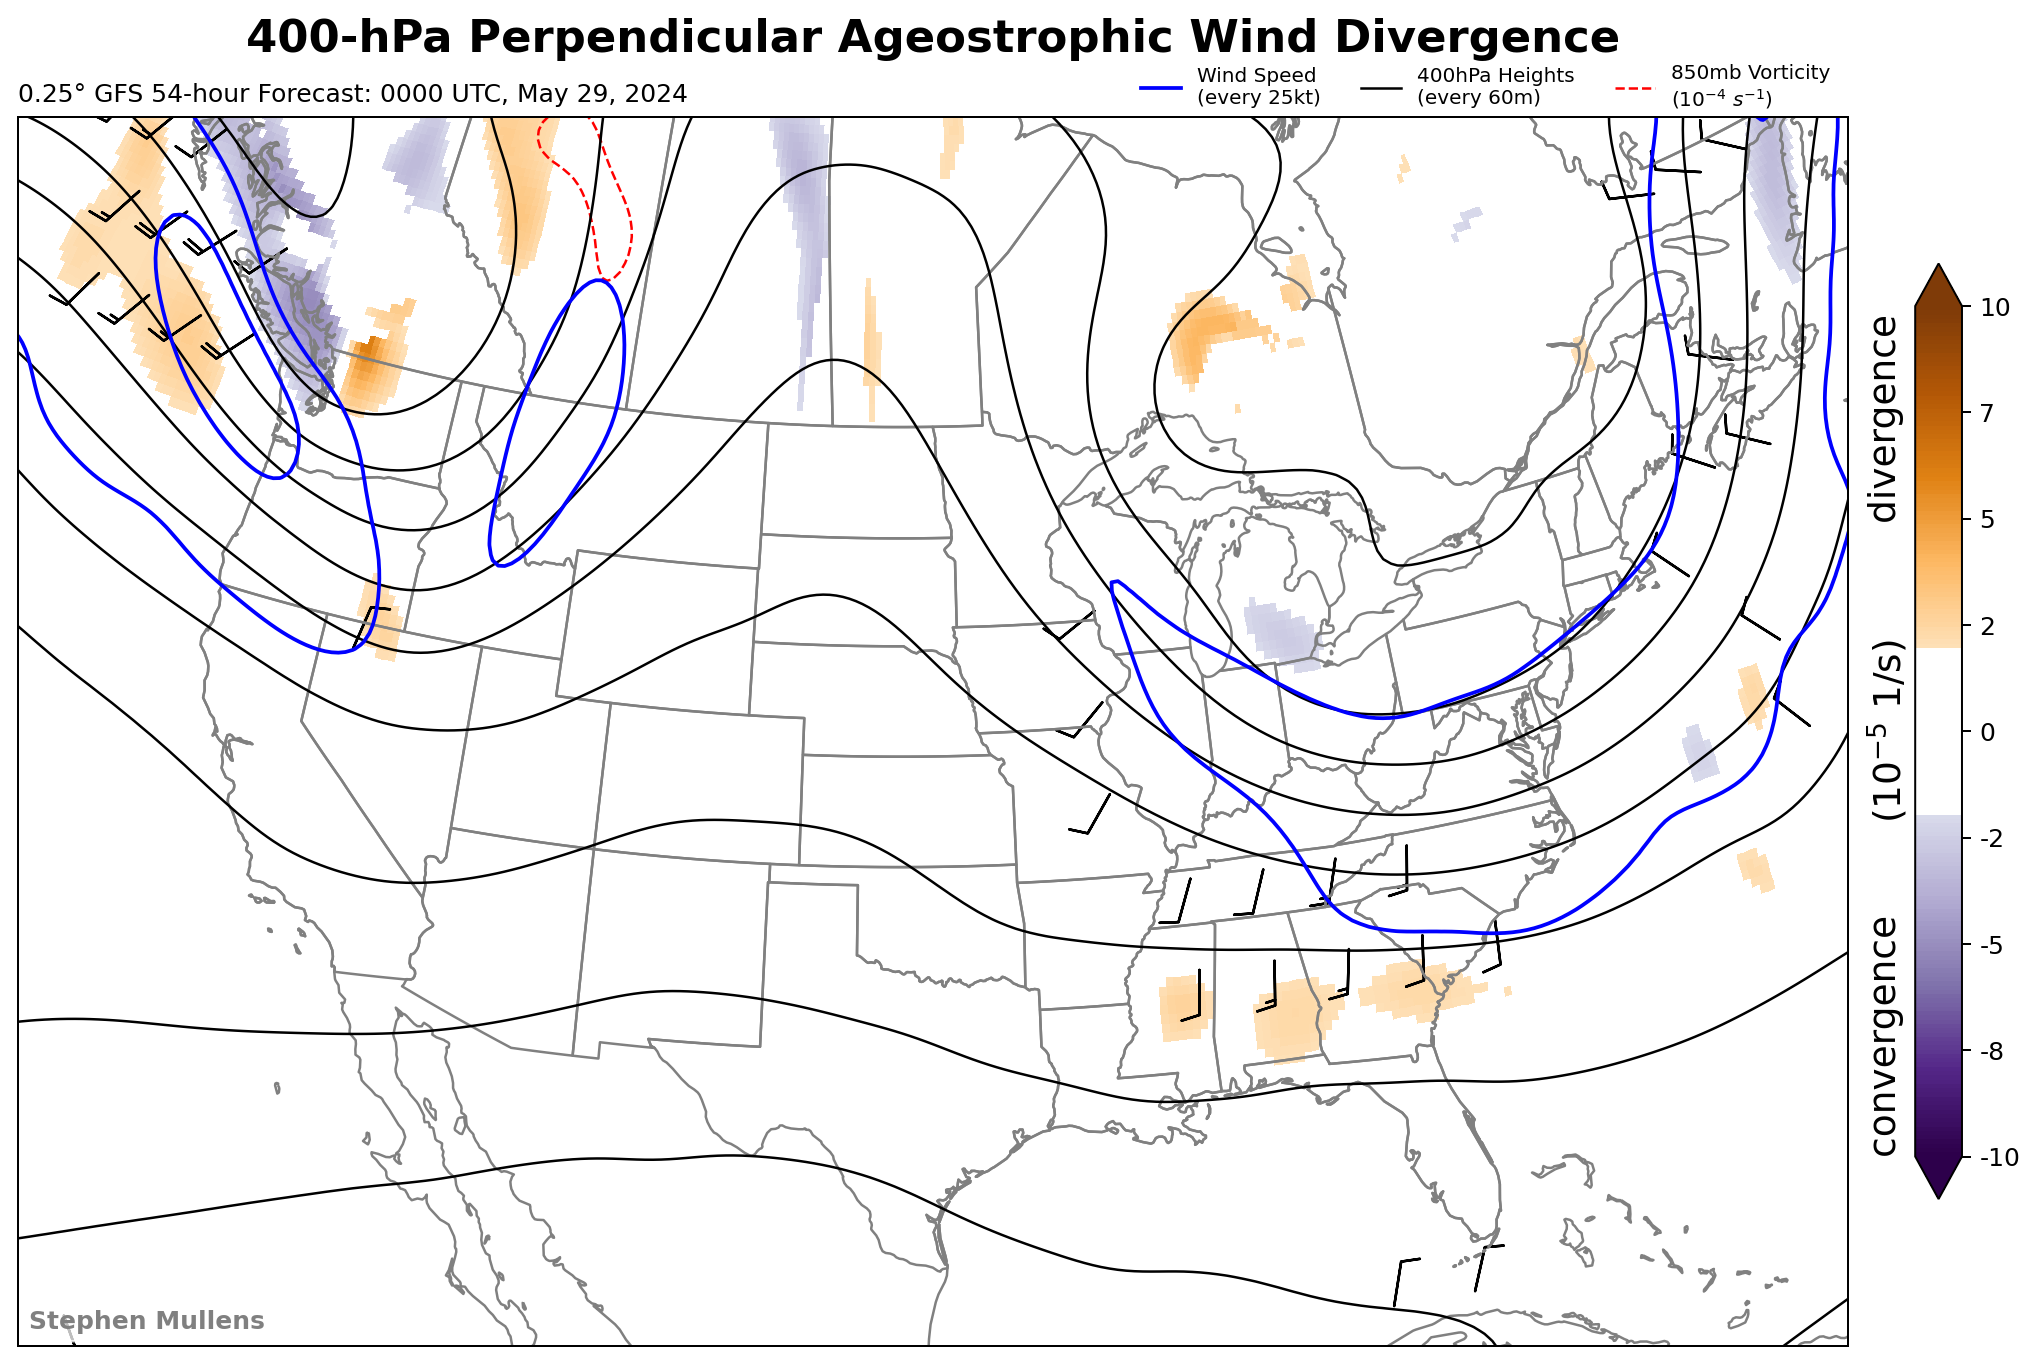 400-hPa Perpendicular Ageostrophic Wind Divergence
0.25° GFS 54-hour Forecast: 0000 UTC, May 29, 2024
Wind Speed
(every 25kt)
400hPa Heights
(every 60m)
850mb Vorticity
(10⁻⁴ s⁻¹)
10
7
5
2
0
-2
-5
-8
-10
convergence (10⁻⁵ 1/s) divergence
Stephen Mullens